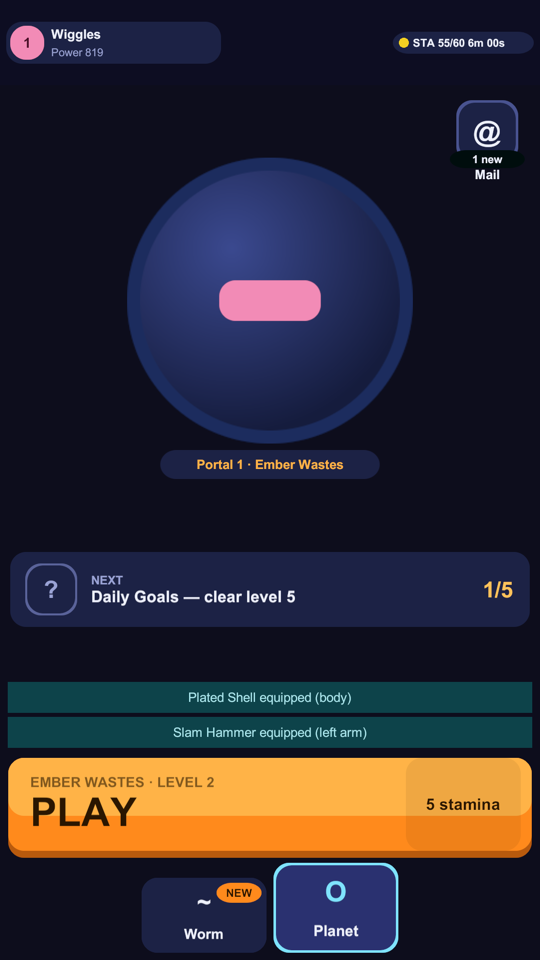 1
Wiggles
Power 819
STA 55/60 6m 00s
@
1 new
Mail
Portal 1 · Ember Wastes
?
NEXT
Daily Goals — clear level 5
1/5
Plated Shell equipped (body)
Slam Hammer equipped (left arm)
EMBER WASTES · LEVEL 2
PLAY
5 stamina
~
NEW
Worm
O
Planet